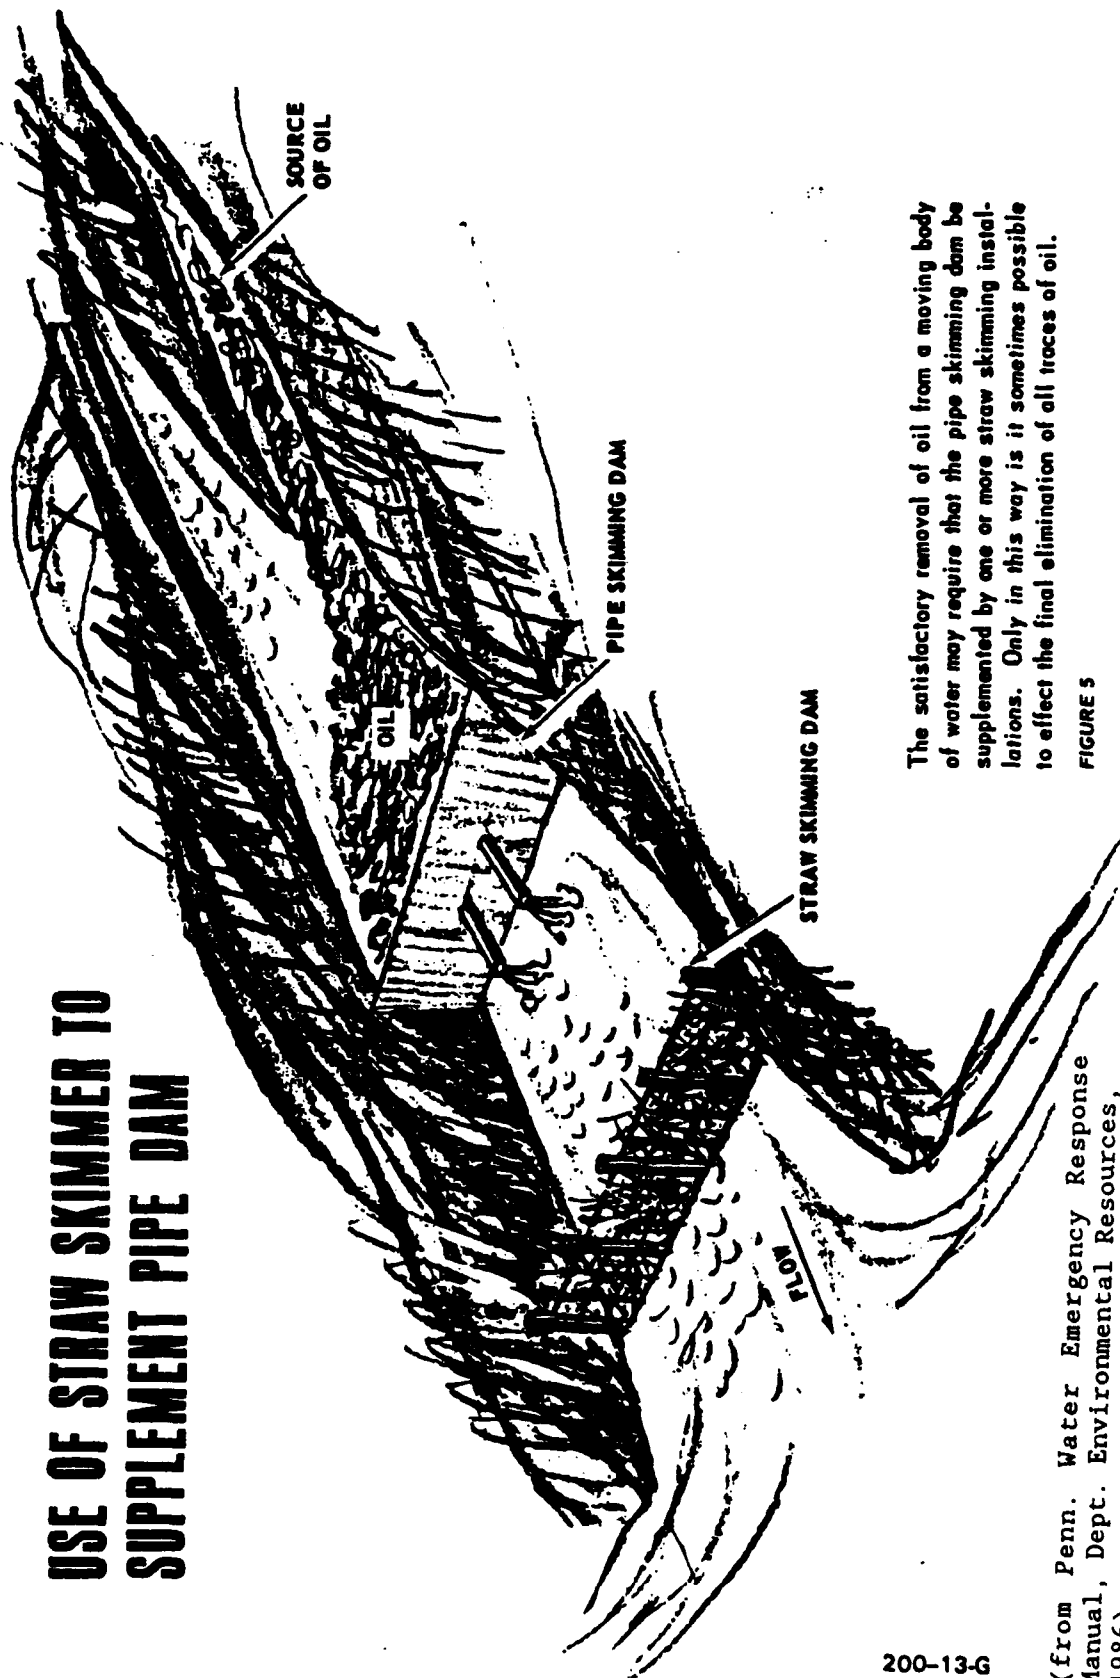 USE OF STRAW SKIMMER TO
SUPPLEMENT PIPE DAM
SOURCE
OF OIL
OIL
PIPE SKIMMING DAM
STRAW SKIMMING DAM
FLOW
The satisfactory removal of oil from a moving body
of water may require that the pipe skimming dam be
supplemented by one or more straw skimming instal-
lations. Only in this way is it sometimes possible
to effect the final elimination of all traces of oil.
FIGURE 5
(from Penn. Water Emergency Response
Manual, Dept. Environmental Resources,
200-13-G